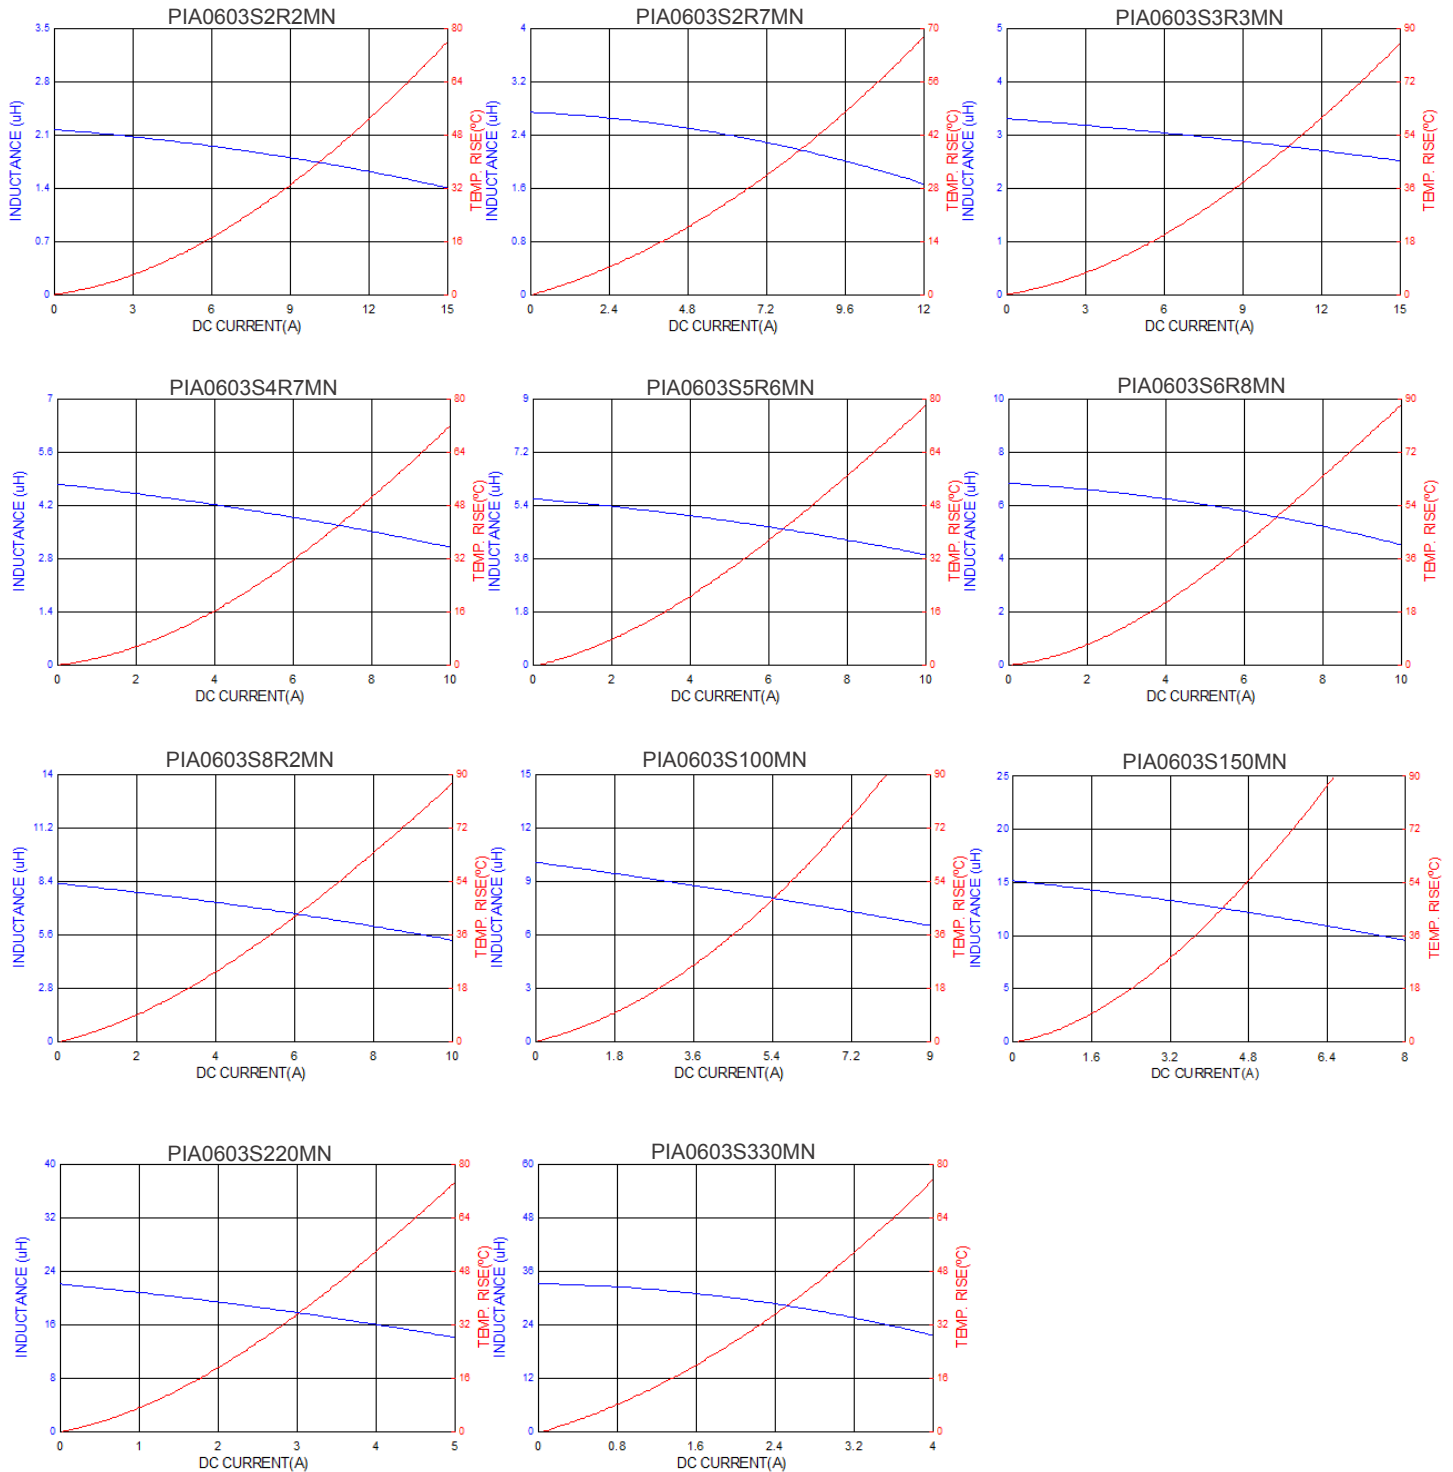 PIA0603S2R2MN
3.5
2.8
2.1
1.4
0.7
0
INDUCTANCE (uH)
80
64
48
32
16
0
TEMP. RISE(ºC)
0 3 6 9 12 15
DC CURRENT(A)
PIA0603S2R7MN
4
3.2
2.4
1.6
0.8
0
INDUCTANCE (uH)
70
56
42
28
14
0
TEMP. RISE(ºC)
0 2.4 4.8 7.2 9.6 12
DC CURRENT(A)
PIA0603S3R3MN
5
4
3
2
1
0
INDUCTANCE (uH)
90
72
54
36
18
0
TEMP. RISE(ºC)
0 3 6 9 12 15
DC CURRENT(A)
PIA0603S4R7MN
7
5.6
4.2
2.8
1.4
0
INDUCTANCE (uH)
80
64
48
32
16
0
TEMP. RISE(ºC)
0 2 4 6 8 10
DC CURRENT(A)
PIA0603S5R6MN
9
7.2
5.4
3.6
1.8
0
INDUCTANCE (uH)
80
64
48
32
16
0
TEMP. RISE(ºC)
0 2 4 6 8 10
DC CURRENT(A)
PIA0603S6R8MN
10
8
6
4
2
0
INDUCTANCE (uH)
90
72
54
36
18
0
TEMP. RISE(ºC)
0 2 4 6 8 10
DC CURRENT(A)
PIA0603S8R2MN
14
11.2
8.4
5.6
2.8
0
INDUCTANCE (uH)
90
72
54
36
18
0
TEMP. RISE(ºC)
0 2 4 6 8 10
DC CURRENT(A)
PIA0603S100MN
15
12
9
6
3
0
INDUCTANCE (uH)
90
72
54
36
18
0
TEMP. RISE(ºC)
0 1.8 3.6 5.4 7.2 9
DC CURRENT(A)
PIA0603S150MN
25
20
15
10
5
0
INDUCTANCE (uH)
90
72
54
36
18
0
TEMP. RISE(ºC)
0 1.6 3.2 4.8 6.4 8
DC CURRENT(A)
PIA0603S220MN
40
32
24
16
8
0
INDUCTANCE (uH)
80
64
48
32
16
0
TEMP. RISE(ºC)
0 1 2 3 4 5
DC CURRENT(A)
PIA0603S330MN
60
48
36
24
12
0
INDUCTANCE (uH)
80
64
48
32
16
0
TEMP. RISE(ºC)
0 0.8 1.6 2.4 3.2 4
DC CURRENT(A)